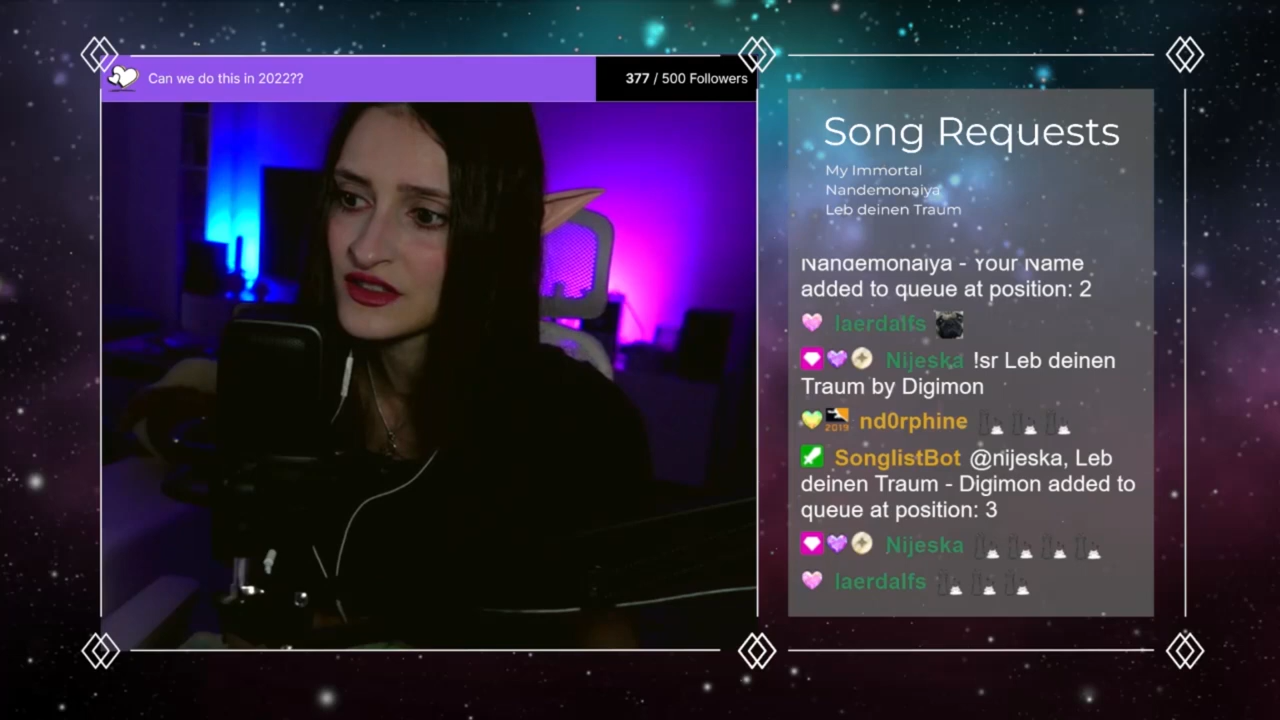 Can we do this in 2022??
377 / 500 Followers
Song Requests
My Immortal
Nandemonaiya
Leb deinen Traum
Nandemonaiya - Your Name
added to queue at position: 2
laerdalfs
Nijeska !sr Leb deinen
Traum by Digimon
2019 nd0rphine
SonglistBot @nijeska, Leb
deinen Traum - Digimon added to
queue at position: 3
Nijeska
laerdalfs